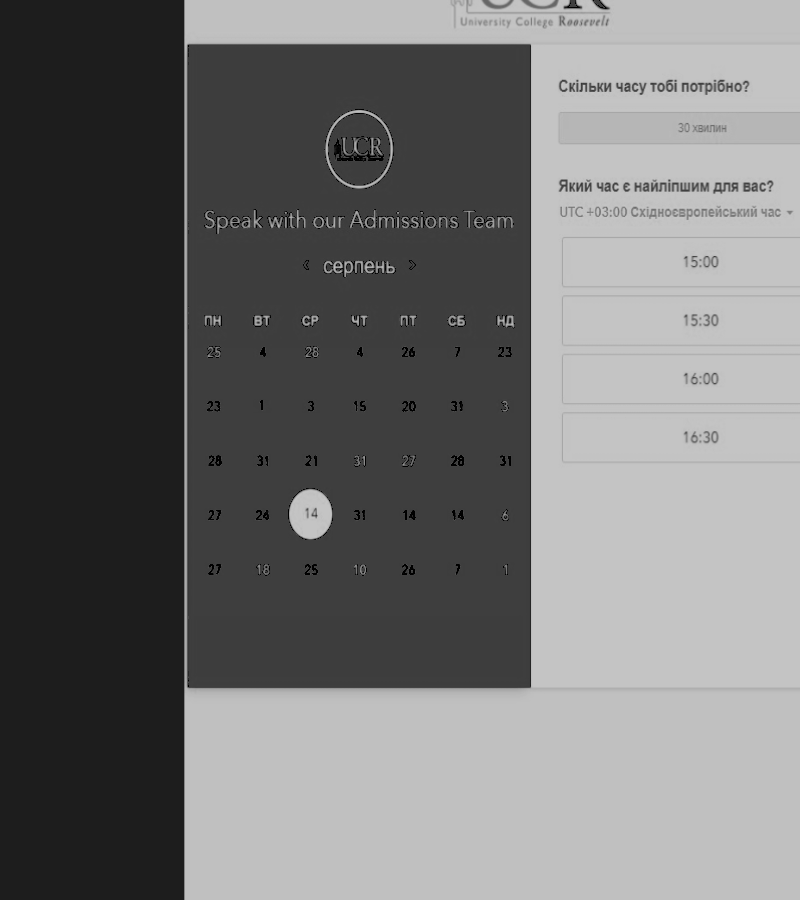 UCR
University College Roosevelt
UCR
Speak with our Admissions Team
серпень
ПН ВТ СР ЧТ ПТ СБ НД
25 4 28 4 26 7 23
23 1 3 15 20 31 3
28 31 21 31 27 28 31
27 24 14 31 14 14 6
27 18 25 10 26 7 1
Скільки часу тобі потрібно?
30 хвилин
Який час є найліпшим для вас?
UTC +03:00 Східноєвропейський час
15:00
15:30
16:00
16:30